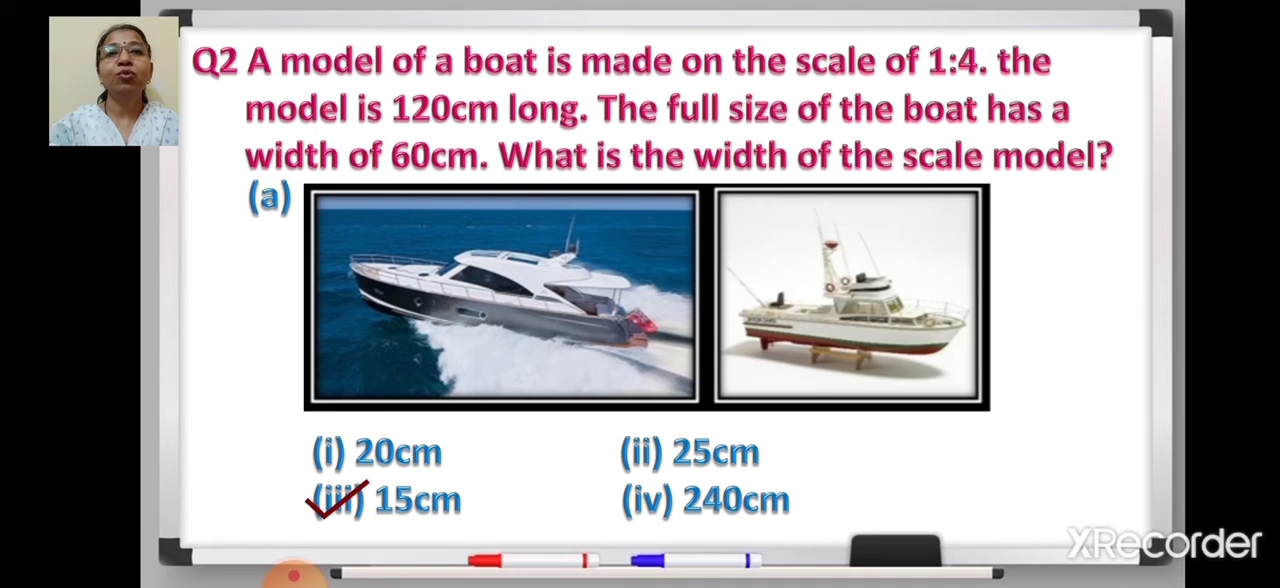 Q2 A model of a boat is made on the scale of 1:4. the
model is 120cm long. The full size of the boat has a
width of 60cm. What is the width of the scale model?
(a)
(i) 20cm (ii) 25cm
(iii) 15cm (iv) 240cm
XRecorder